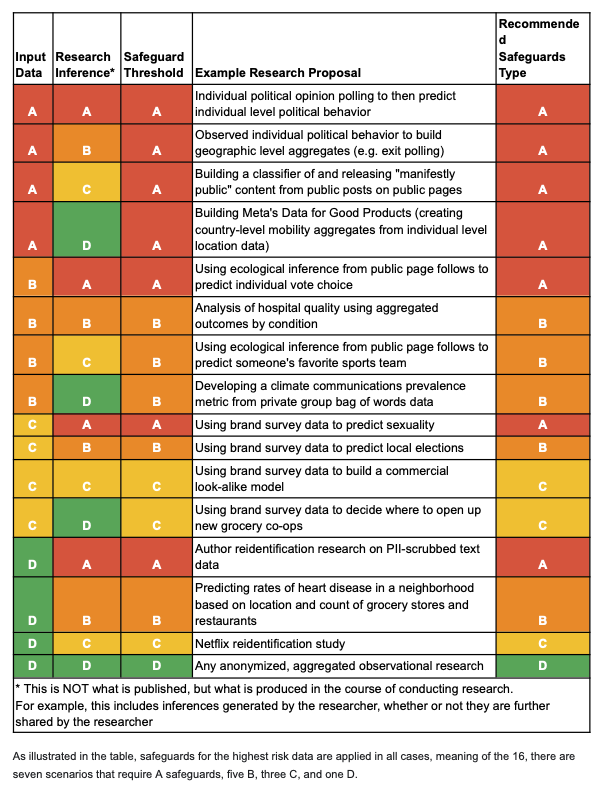 Input Data
Research Inference*
Safeguard Threshold
Example Research Proposal
Recommende
d
Safeguards
Type
A A A
Individual political opinion polling to then predict
individual level political behavior
A
A B A
Observed individual political behavior to build
geographic level aggregates (e.g. exit polling)
A
A C A
Building a classifier of and releasing "manifestly
public" content from public posts on public pages
A
A D A
Building Meta's Data for Good Products (creating
country-level mobility aggregates from individual level
location data)
A
B A A
Using ecological inference from public page follows to
predict individual vote choice
A
B B B
Analysis of hospital quality using aggregated
outcomes by condition
B
B C B
Using ecological inference from public page follows to
predict someone's favorite sports team
B
B D B
Developing a climate communications prevalence
metric from private group bag of words data
B
C A A Using brand survey data to predict sexuality A
C B B Using brand survey data to predict local elections B
C C C
Using brand survey data to build a commercial
look-alike model
C
C D C
Using brand survey data to decide where to open up
new grocery co-ops
C
D A A
Author reidentification research on PII-scrubbed text
data
A
D B B
Predicting rates of heart disease in a neighborhood
based on location and count of grocery stores and
restaurants
B
D C C Netflix reidentification study C
D D D Any anonymized, aggregated observational research D
* This is NOT what is published, but what is produced in the course of conducting research.
For example, this includes inferences generated by the researcher, whether or not they are further
shared by the researcher
As illustrated in the table, safeguards for the highest risk data are applied in all cases, meaning of the 16, there are
seven scenarios that require A safeguards, five B, three C, and one D.